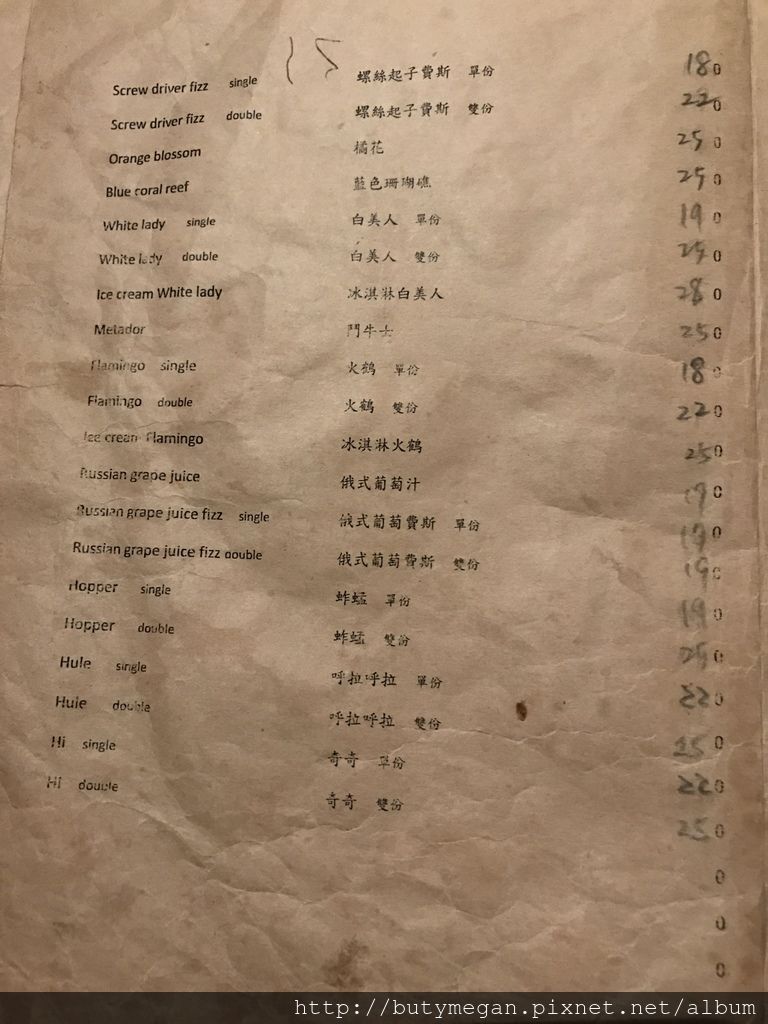 Screw driver fizz single 螺絲起子費斯 單份 180
Screw driver fizz double 螺絲起子費斯 雙份 220
Orange blossom 橘花 250
Blue coral reef 藍色珊瑚礁 250
White lady single 白美人 單份 190
White lady double 白美人 雙份 250
Ice cream White lady 冰淇淋白美人 280
Metador 鬥牛士 250
Flamingo single 火鶴 單份 180
Flamingo double 火鶴 雙份 220
Ice cream Flamingo 冰淇淋火鶴 250
Russian grape juice 俄式葡萄汁
Russian grape juice fizz single 俄式葡萄費斯 單份
Russian grape juice fizz double 俄式葡萄費斯 雙份 190
Hopper single 蚱蜢 單份 190
Hopper double 蚱蜢 雙份 250
Hule single 呼拉呼拉 單份 220
Hule double 呼拉呼拉 雙份 250
Hi single 奇奇 單份 220
Hi double 奇奇 雙份 250
0
0
0
http://butymegan.pixnet.net/album